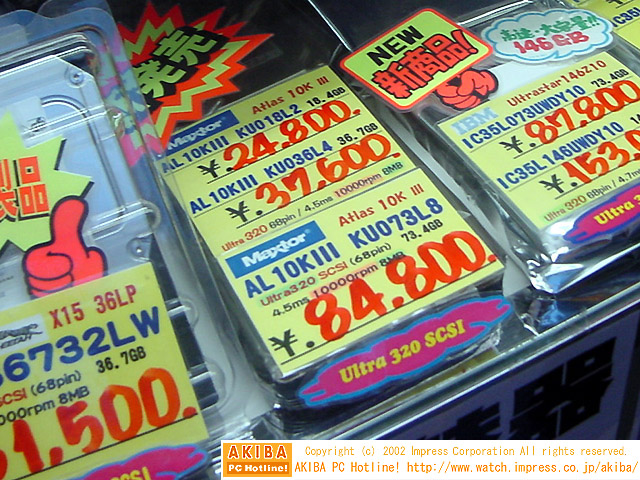 発売
Maxtor Atlas 10K III
AL10KIII KU018L2 18.4GB
¥.24,800.
AL10KIII KU036L4 36.7GB
¥.37,600.
Ultra 320 68pin / 4.5ms 10000rpm 8MB
Maxtor Atlas 10K III
AL10KIII KU073L8
Ultra320 SCSI (68pin) 73.4GB
4.5ms 10000rpm 8MB
¥.84,800.
Ultra 320 SCSI
NEW
新商品!
146GB
IBM Ultrastar146Z10
IC35L073UWDY10 73.4GB
¥.87,800
IC35L146UWDY10
¥.153,0
Ultra 320 68pin / 4.7m
Ultra 3
IC35L
X15 36LP
36732LW
SCSI (68pin) 36.7GB
000rpm 8MB
1,500.
SCSI
AKIBA
PC Hotline!
Copyright (c) 2002 Impress Corporation All rights reserved.
AKIBA PC Hotline! http://www.watch.impress.co.jp/akiba/